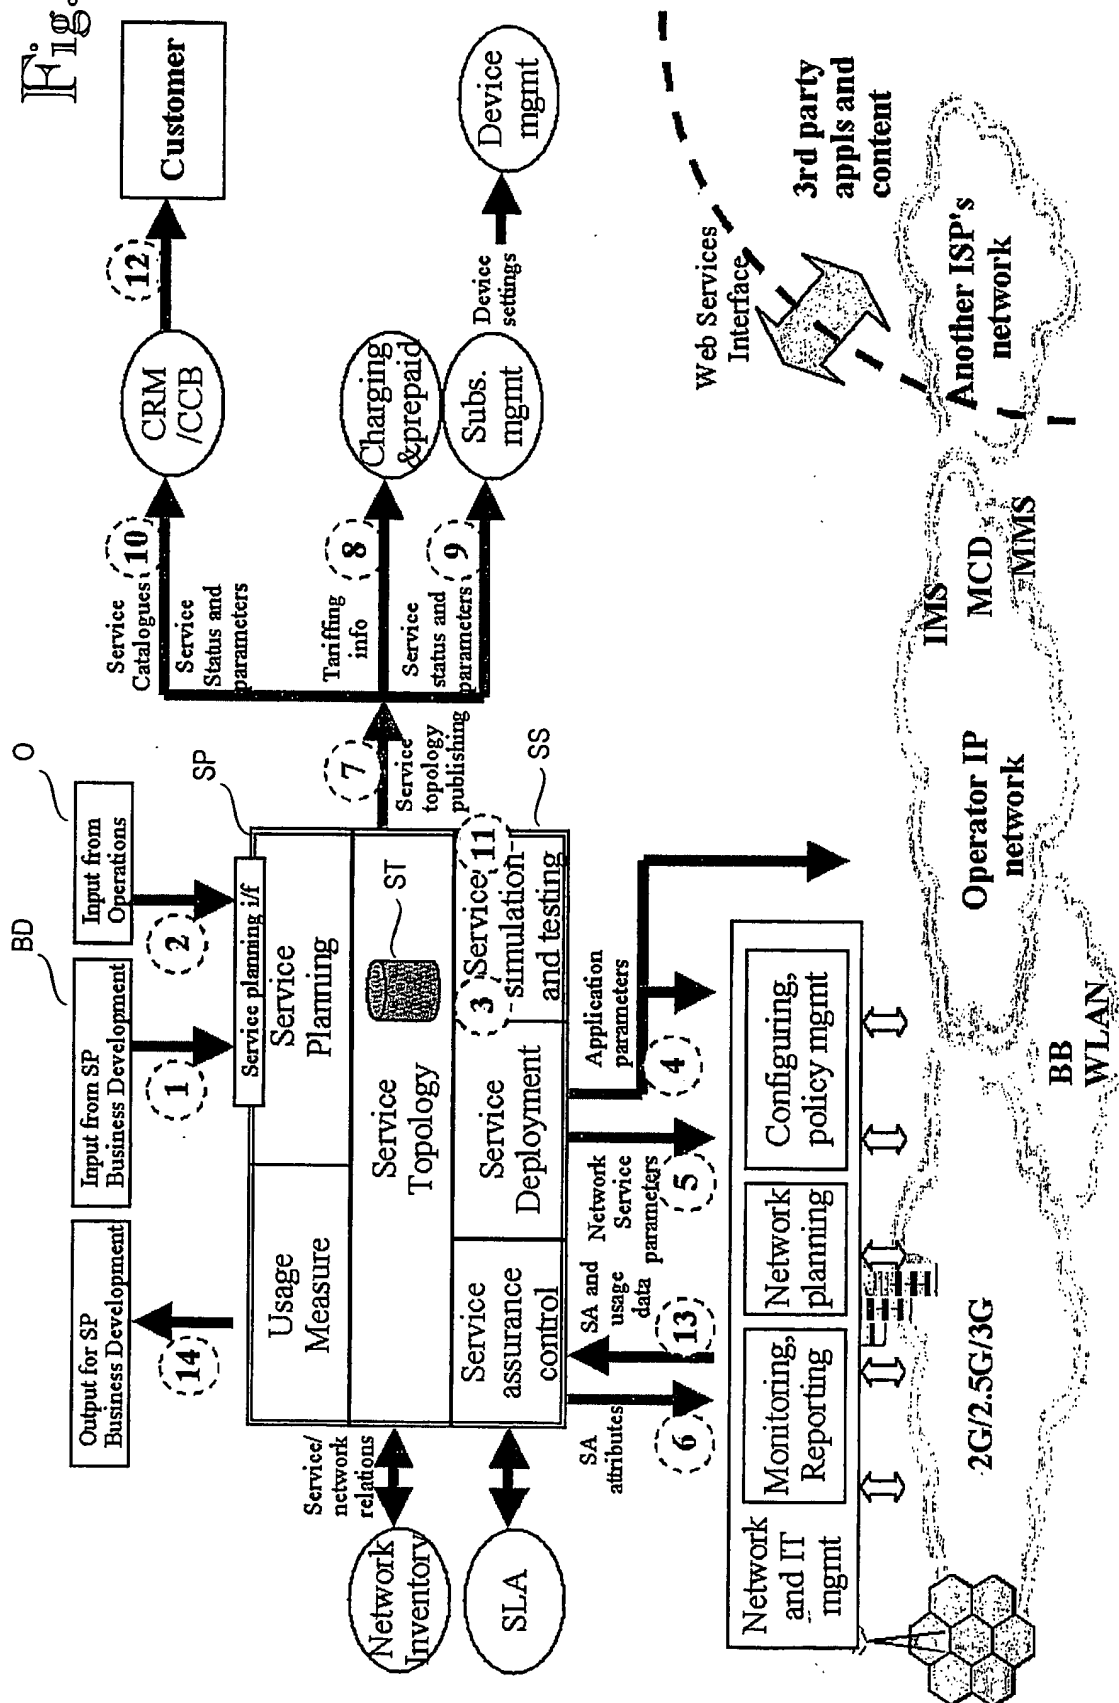 Fig.
O
BD
Output for SP
Business Development
Input from SP
Business Development
Input from
Operations
14
1
2
SP
Service planning i/f
Usage
Measure
Service
Planning
Service
Topology
ST
Service
assurance
control
Service
Deployment
3
11
Service
simulation
and testing
SS
Network
Inventory
Service/
network
relations
SLA
7
Service
topology
publishing
Service
Catalogues
10
Service
Status and
parameters
Tariffing
info
8
Service
status and
parameters
9
CRM
/CCB
12
Customer
Charging
&prepaid
Subs.
mgmt
Device
settings
Device
mgmt
SA
attributes
6
SA and
usage
data
13
Network
Service
parameters
5
Application
parameters
4
Network
and IT
mgmt
Monitoring,
Reporting
Network
planning
Configuring,
policy mgmt
Web Services
Interface
3rd party
appls and
content
2G/2.5G/3G
BB
WLAN
Operator IP
network
IMS
MCD
MMS
Another ISP's
network